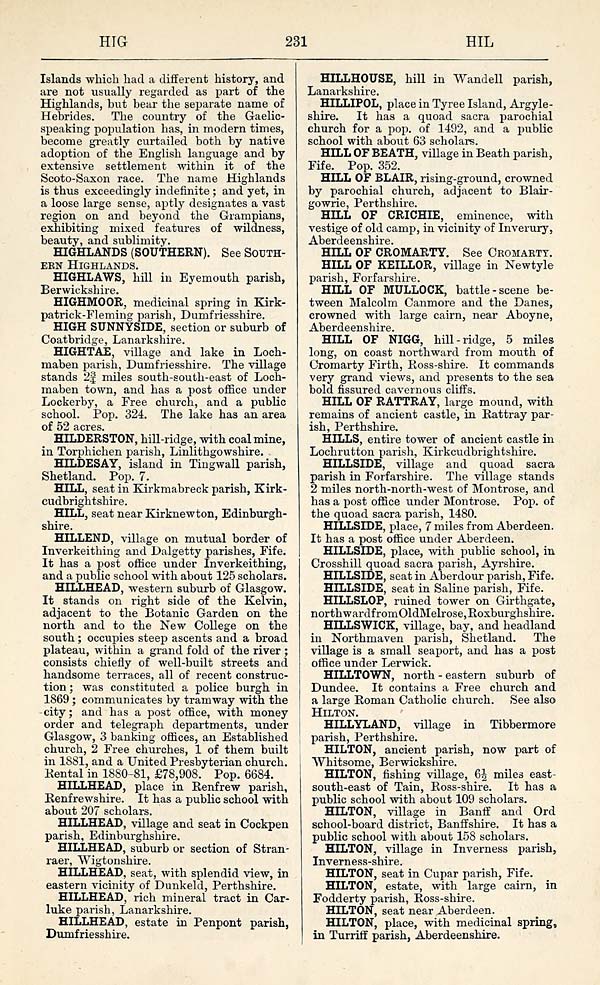 HIG 231 HIL
Islands which had a different history, and
are not usually regarded as part of the
Highlands, but bear the separate name of
Hebrides. The country of the Gaelic-
speaking population has, in modern times,
become greatly curtailed both by native
adoption of the English language and by
extensive settlement within it of the
Scoto-Saxon race. The name Highlands
is thus exceedingly indefinite; and yet, in
a loose large sense, aptly designates a vast
region on and beyond the Grampians,
exhibiting mixed features of wildness,
beauty, and sublimity.
HIGHLANDS (SOUTHERN). See SOUTH-
ERN HIGHLANDS.
HIGHLAWS, hill in Eyemouth parish,
Berwickshire.
HIGHMOOR, medicinal spring in Kirk-
patrick-Fleming parish, Dumfriesshire.
HIGH SUNNYSIDE, section or suburb of
Coatbridge, Lanarkshire.
HIGHTAE, village and lake in Loch-
maben parish, Dumfriesshire. The village
stands 2¾ miles south-south-east of Loch-
maben town, and has a post office under
Lockerby, a Free church, and a public
school. Pop. 324. The lake has an area
of 52 acres.
HILDERSTON, hill-ridge, with coal mine,
in Torphichen parish, Linlithgowshire.
HILDESAY, island in Tingwall parish,
Shetland. Pop. 7.
HILL, seat in Kirkmabreck parish, Kirk-
cudbrightshire.
HILL, seat near Kirknewton, Edinburgh-
shire.
HILLEND, village on mutual border of
Inverkeithing and Dalgetty parishes, Fife.
It has a post office under Inverkeithing,
and a public school with about 125 scholars.
HILLHEAD, western suburb of Glasgow.
It stands on right side of the Kelvin,
adjacent to the Botanic Garden on the
north and to the New College on the
south; occupies steep ascents and a broad
plateau, within a grand fold of the river;
consists chiefly of well-built streets and
handsome terraces, all of recent construc-
tion; was constituted a police burgh in
1869; communicates by tramway with the
city; and has a post office, with money
order and telegraph departments, under
Glasgow, 3 banking offices, an Established
church, 2 Free churches, 1 of them built
in 1881, and a United Presbyterian church.
Rental in 1880-81, £78,908. Pop. 6684.
HILLHEAD, place in Renfrew parish,
Renfrewshire. It has a public school with
about 207 scholars.
HILLHEAD, village and seat in Cockpen
parish, Edinburghshire.
HILLHEAD, suburb or section of Stran-
raer, Wigtonshire.
HILLHEAD, seat, with splendid view, in
eastern vicinity of Dunkeld, Perthshire.
HILLHEAD, rich mineral tract in Car-
luke parish, Lanarkshire.
HILLHEAD, estate in Penpont parish,
Dumfriesshire.
HILLHOUSE, hill in Wandell parish,
Lanarkshire.
HILLIPOL, place in Tyree Island, Argyle-
shire. It has a quoad sacra parochial
church for a pop. of 1492, and a public
school with about 63 scholars.
HILL OF BEATH, village in Beath parish,
Fife. Pop. 352.
HILL OF BLAIR, rising-ground, crowned
by parochial church, adjacent to Blair-
gowrie, Perthshire.
HILL OF CRICHIE, eminence, with
vestige of old camp, in vicinity of Inverury,
Aberdeenshire.
HILL OF CROMARTY. See CROMARTY.
HILL OF KEILLOR, village in Newtyle
parish, Forfarshire.
HILL OF MULLOCK, battle-scene be-
tween Malcolm Canmore and the Danes,
crowned with large cairn, near Aboyne,
Aberdeenshire.
HILL OF NIGG, hill-ridge, 5 miles
long, on coast northward from mouth of
Cromarty Firth, Ross-shire. It commands
very grand views, and presents to the sea
bold fissured cavernous cliffs.
HILL OF RATTRAY, large mound, with
remains of ancient castle, in Rattray par-
ish, Perthshire.
HILLS, entire tower of ancient castle in
Lochrutton parish, Kirkcudbrightshire.
HILLSIDE, village and quoad sacra
parish in Forfarshire. The village stands
2 miles north-north-west of Montrose, and
has a post office under Montrose. Pop. of
the quoad sacra parish, 1480.
HILLSIDE, place, 7 miles from Aberdeen.
It has a post office under Aberdeen.
HILLSIDE, place, with public school, in
Crosshill quoad sacra parish, Ayrshire.
HILLSIDE, seat in Aberdour parish, Fife.
HILLSIDE, seat in Saline parish, Fife.
HILLSLOP, ruined tower on Girthgate,
northward from Old Melrose, Roxburghshire.
HILLSWICK, village, bay, and headland
in Northmaven parish, Shetland. The
village is a small seaport, and has a post
office under Lerwick.
HILLTOWN, north-eastern suburb of
Dundee. It contains a Free church and
a large Roman Catholic church. See also
HILTON.
HILLYLAND, village in Tibbermore
parish, Perthshire.
HILTON, ancient parish, now part of
Whitsome, Berwickshire.
HILTON, fishing village, 6½ miles east-
south-east of Tain, Ross-shire. It has a
public school with about 109 scholars.
HILTON, village in Banff and Ord
school-board district, Banffshire. It has a
public school with about 158 scholars.
HILTON, village in Inverness parish,
Inverness-shire.
HILTON, seat in Cupar parish, Fife.
HILTON, estate, with large cairn, in
Fodderty parish, Ross-shire.
HILTON, seat near Aberdeen.
HILTON, place, with medicinal spring,
in Turriff parish, Aberdeenshire.